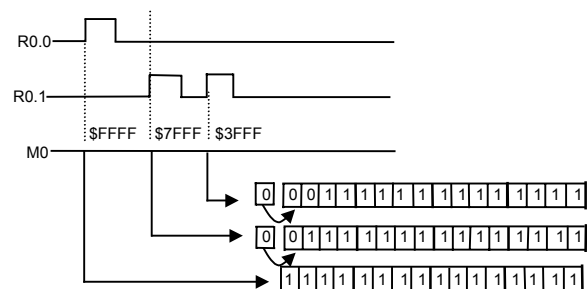 R0.0
R0.1
$FFFF $7FFF $3FFF
M0
0 0 0 1 1 1 1 1 1 1 1 1 1 1 1 1 1
0 0 1 1 1 1 1 1 1 1 1 1 1 1 1 1 1
1 1 1 1 1 1 1 1 1 1 1 1 1 1 1 1